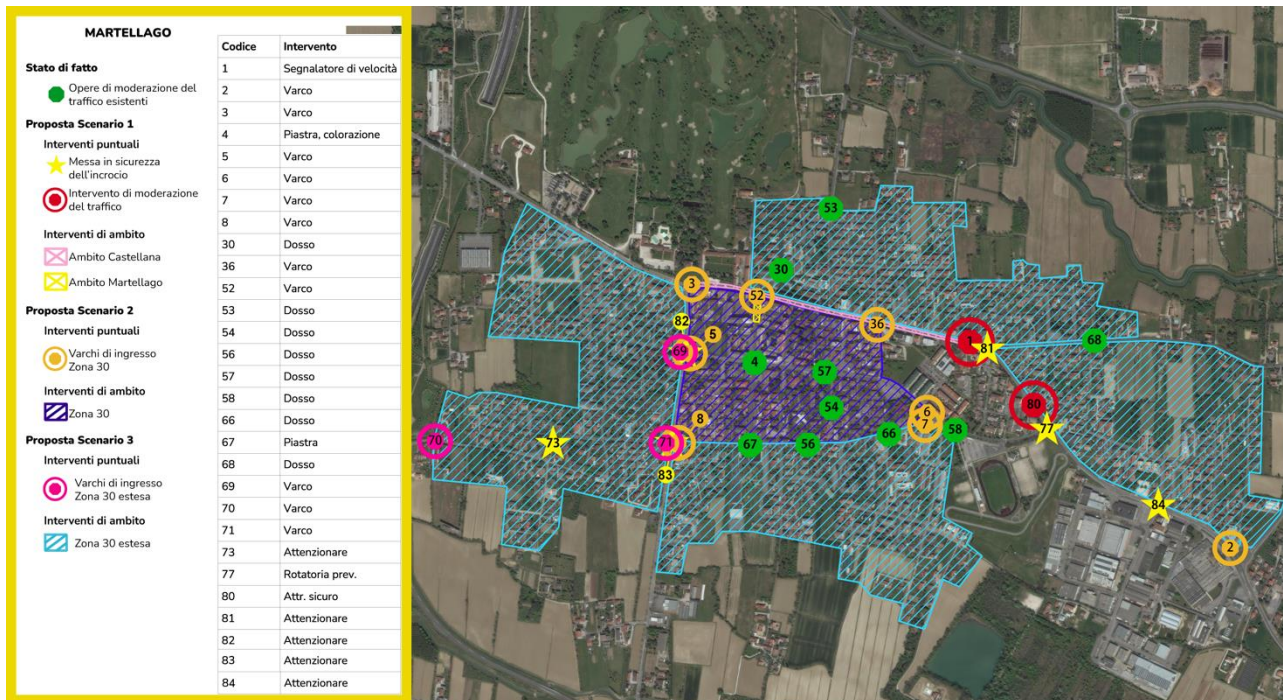 MARTELLAGO
Stato di fatto
Opere di moderazione del
traffico esistenti
Proposta Scenario 1
Interventi puntuali
Messa in sicurezza
dell'incrocio
Intervento di moderazione
del traffico
Interventi di ambito
Ambito Castellana
Ambito Martellago
Proposta Scenario 2
Interventi puntuali
Varchi di ingresso
Zona 30
Interventi di ambito
Zona 30
Proposta Scenario 3
Interventi puntuali
Varchi di ingresso
Zona 30 estesa
Interventi di ambito
Zona 30 estesa
Codice Intervento
1 Segnalatore di velocità
2 Varco
3 Varco
4 Piastra, colorazione
5 Varco
6 Varco
7 Varco
8 Varco
30 Dosso
36 Varco
52 Varco
53 Dosso
54 Dosso
56 Dosso
57 Dosso
58 Dosso
66 Dosso
67 Piastra
68 Dosso
69 Varco
70 Varco
71 Varco
73 Attenzionare
77 Rotatoria prev.
80 Attr. sicuro
81 Attenzionare
82 Attenzionare
83 Attenzionare
84 Attenzionare
53
30
3
52
82
5
36
69
1
81
68
4
57
54
80
8
6
7
70
73
71
67
56
66
58
77
83
84
2